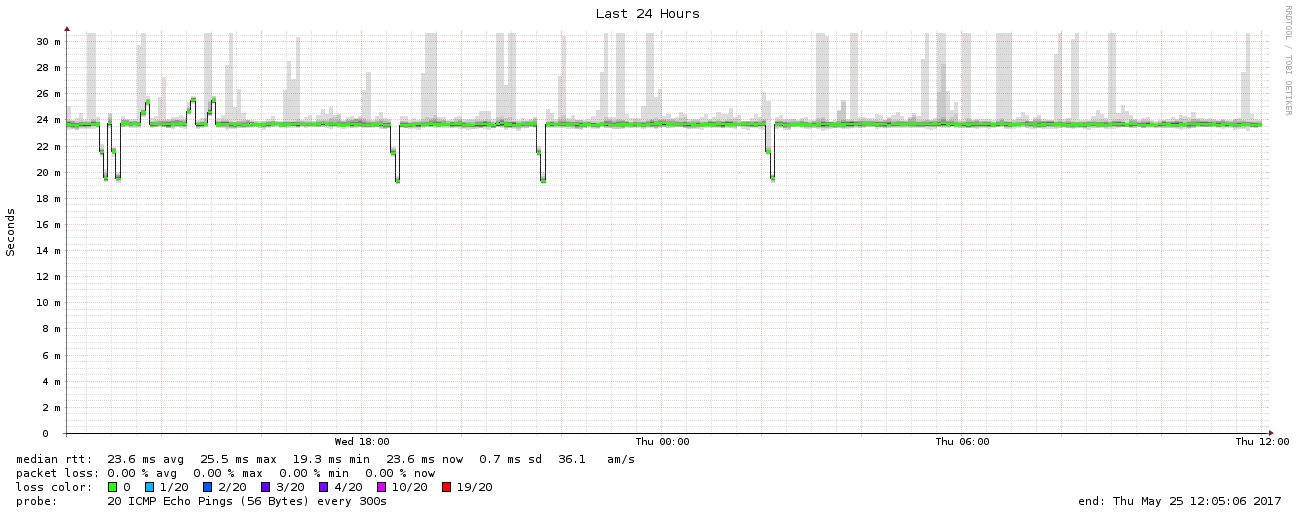 Last 24 Hours
RRDTOOL / TOBI OETIKER
Seconds
30 m
28 m
26 m
24 m
22 m
20 m
18 m
16 m
14 m
12 m
10 m
8 m
6 m
4 m
2 m
0
Wed 18:00 Thu 00:00 Thu 06:00 Thu 12:00
median rtt: 23.6 ms avg 25.5 ms max 19.3 ms min 23.6 ms now 0.7 ms sd 36.1 am/s
packet loss: 0.00 % avg 0.00 % max 0.00 % min 0.00 % now
loss color: 0 1/20 2/20 3/20 4/20 10/20 19/20
probe: 20 ICMP Echo Pings (56 Bytes) every 300s end: Thu May 25 12:05:06 2017